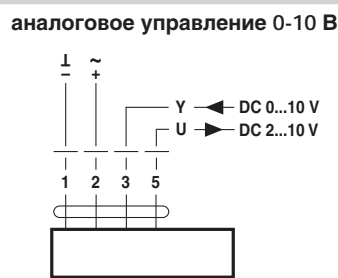 аналоговое управление 0-10 В
⊥ ~
– +
Y DC 0...10 V
U DC 2...10 V
1 2 3 5